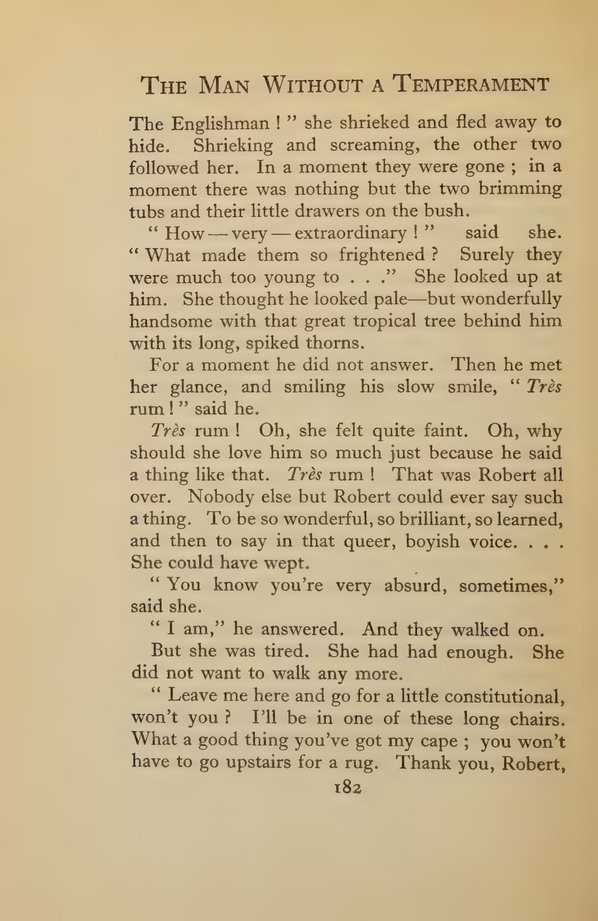 The Man Without a Temperament
The Englishman ! ” she shrieked and fled away to
hide. Shrieking and screaming, the other two
followed her. In a moment they were gone ; in a
moment there was nothing but the two brimming
tubs and their little drawers on the bush.
“ How — very — extraordinary ! ” said she.
“ What made them so frightened ? Surely they
were much too young to . . .” She looked up at
him. She thought he looked pale—but wonderfully
handsome with that great tropical tree behind him
with its long, spiked thorns.
For a moment he did not answer. Then he met
her glance, and smiling his slow smile, “ Très
rum ! ” said he.
Très rum ! Oh, she felt quite faint. Oh, why
should she love him so much just because he said
a thing like that. Très rum ! That was Robert all
over. Nobody else but Robert could ever say such
a thing. To be so wonderful, so brilliant, so learned,
and then to say in that queer, boyish voice. . . .
She could have wept.
“ You know you’re very absurd, sometimes,”
said she.
“ I am,” he answered. And they walked on.
But she was tired. She had had enough. She
did not want to walk any more.
“ Leave me here and go for a little constitutional,
won’t you ? I’ll be in one of these long chairs.
What a good thing you’ve got my cape ; you won’t
have to go upstairs for a rug. Thank you, Robert,
182